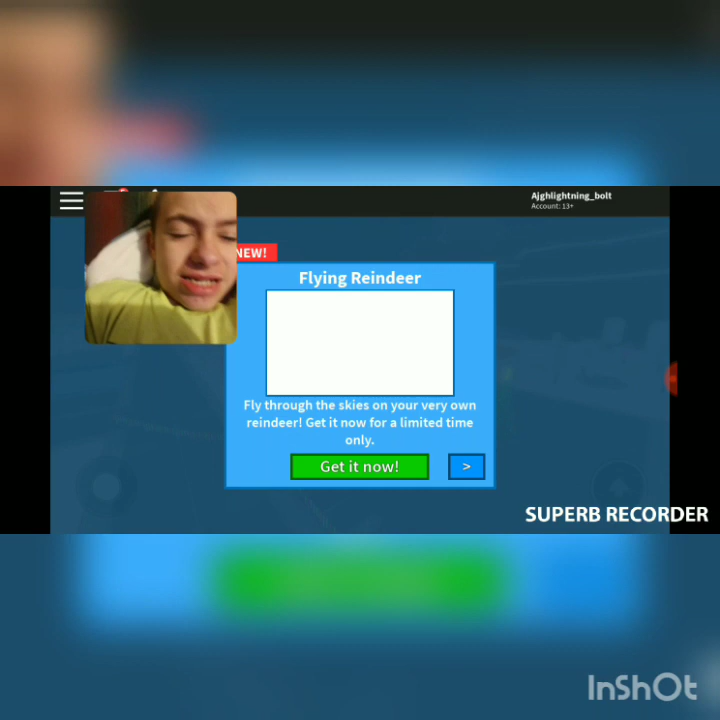 Ajghlightning_bolt
Account: 13+
NEW!
Flying Reindeer
Fly through the skies on your very own
reindeer! Get it now for a limited time
only.
Get it now!
>
SUPERB RECORDER
InShOt